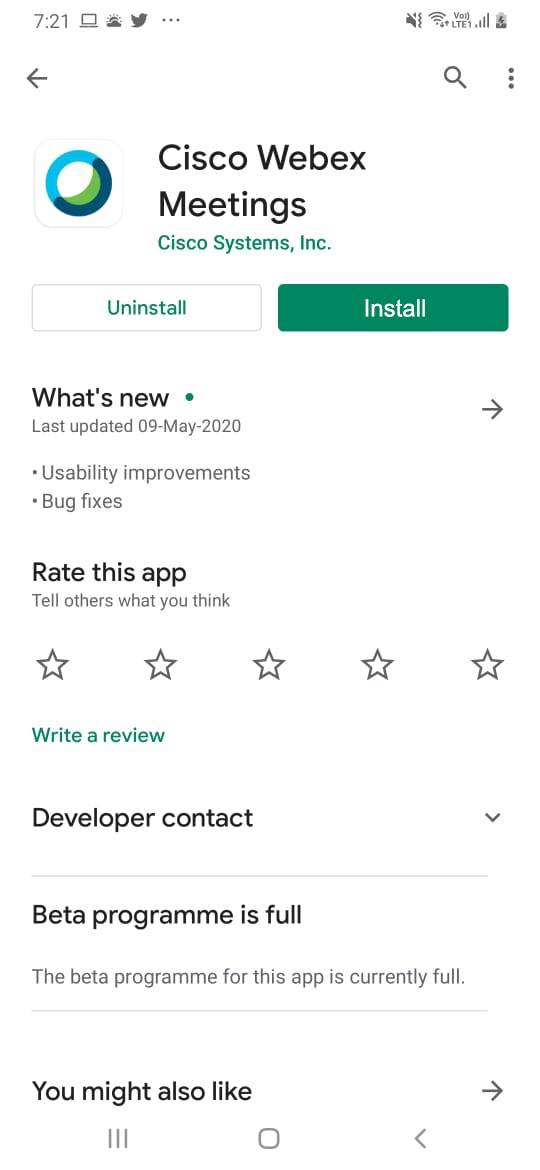 7:21
Vo)) LTE1
Cisco Webex
Meetings
Cisco Systems, Inc.
Uninstall
Install
What's new •
Last updated 09-May-2020
• Usability improvements
• Bug fixes
Rate this app
Tell others what you think
Write a review
Developer contact
Beta programme is full
The beta programme for this app is currently full.
You might also like